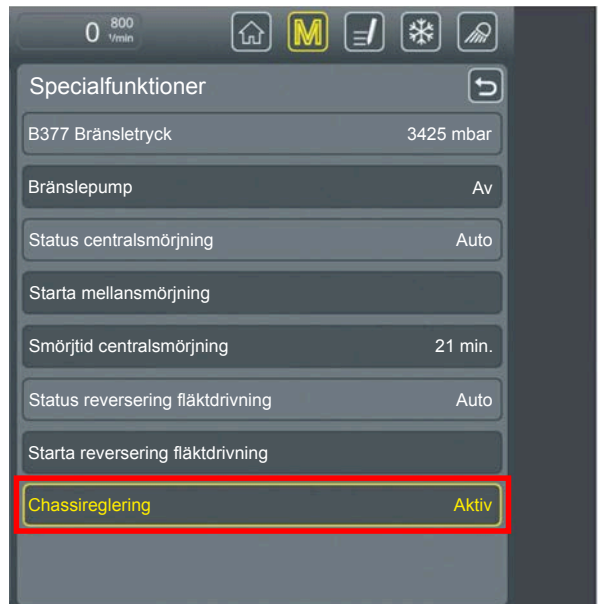 0 800 1/min
M
Specialfunktioner
B377 Bränsletryck 3425 mbar
Bränslepump Av
Status centralsmörjning Auto
Starta mellansmörjning
Smörjtid centralsmörjning 21 min.
Status reversering fläktdrivning Auto
Starta reversering fläktdrivning
Chassireglering Aktiv